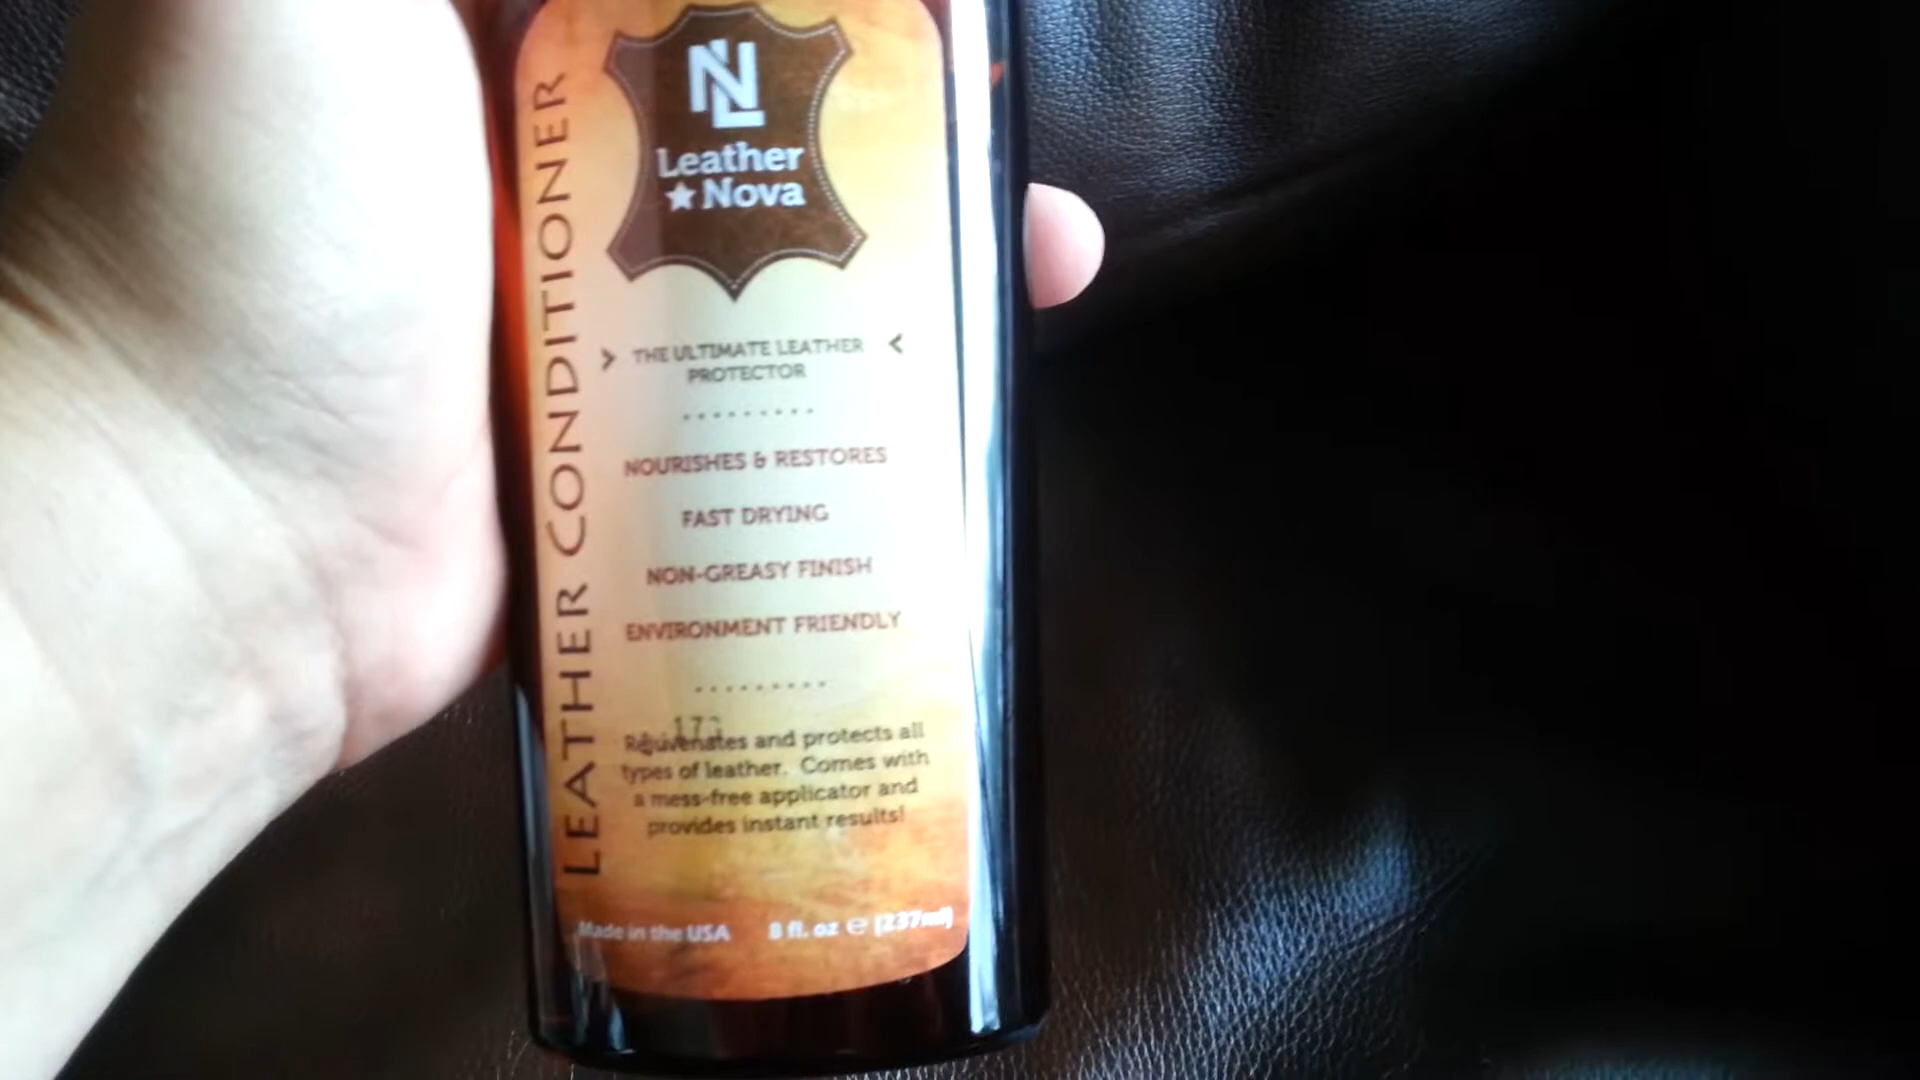 NL
Leather
★ Nova
LEATHER CONDITIONER
> THE ULTIMATE LEATHER <
PROTECTOR
NOURISHES & RESTORES
FAST DRYING
NON-GREASY FINISH
ENVIRONMENT FRIENDLY
Rejuvenates and protects all
types of leather. Comes with
a mess-free applicator and
provides instant results!
Made in the USA 8 fl. oz ℮ (237ml)